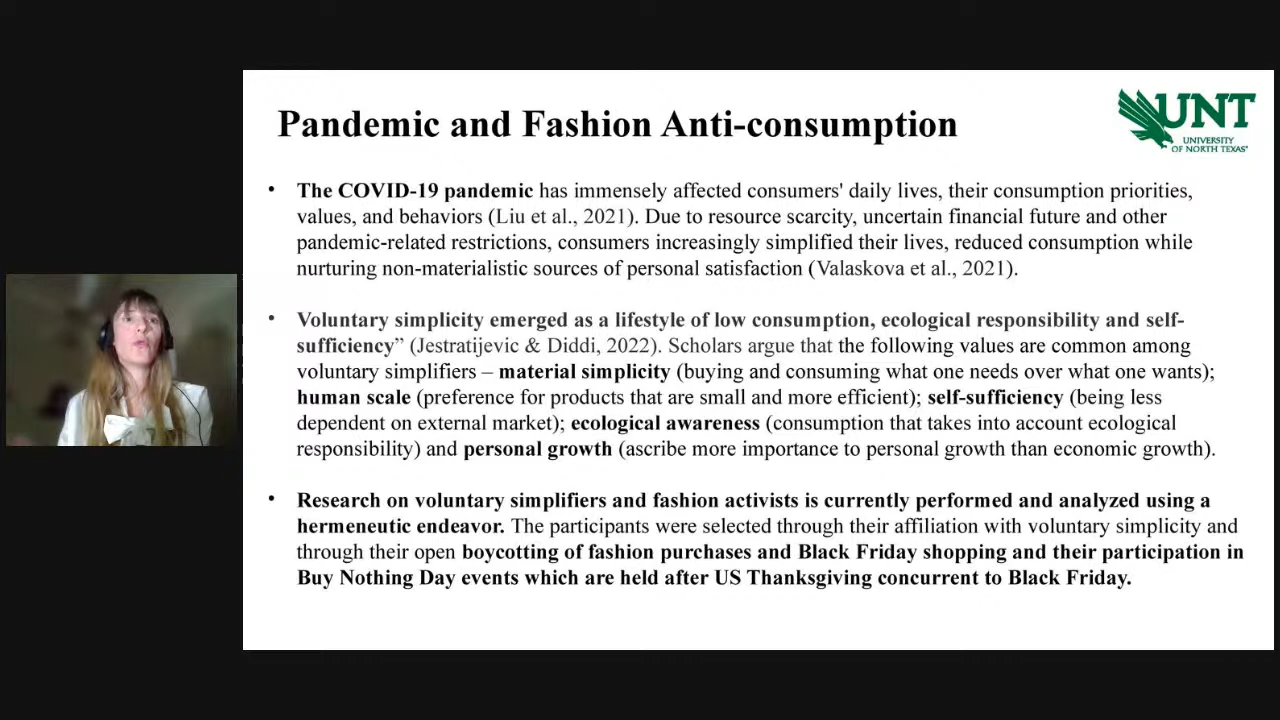 Pandemic and Fashion Anti-consumption
UNT
UNIVERSITY
OF NORTH TEXAS®
• The COVID-19 pandemic has immensely affected consumers' daily lives, their consumption priorities,
values, and behaviors (Liu et al., 2021). Due to resource scarcity, uncertain financial future and other
pandemic-related restrictions, consumers increasingly simplified their lives, reduced consumption while
nurturing non-materialistic sources of personal satisfaction (Valaskova et al., 2021).
• Voluntary simplicity emerged as a lifestyle of low consumption, ecological responsibility and self-
sufficiency” (Jestratijevic & Diddi, 2022). Scholars argue that the following values are common among
voluntary simplifiers – material simplicity (buying and consuming what one needs over what one wants);
human scale (preference for products that are small and more efficient); self-sufficiency (being less
dependent on external market); ecological awareness (consumption that takes into account ecological
responsibility) and personal growth (ascribe more importance to personal growth than economic growth).
• Research on voluntary simplifiers and fashion activists is currently performed and analyzed using a
hermeneutic endeavor. The participants were selected through their affiliation with voluntary simplicity and
through their open boycotting of fashion purchases and Black Friday shopping and their participation in
Buy Nothing Day events which are held after US Thanksgiving concurrent to Black Friday.